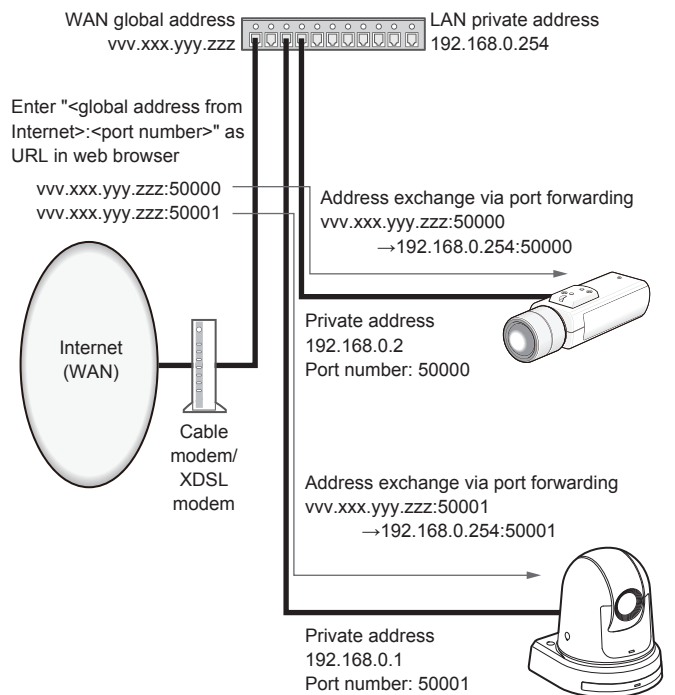 WAN global address
vvv.xxx.yyy.zzz
LAN private address
192.168.0.254
Enter "<global address from
Internet>:<port number>" as
URL in web browser
vvv.xxx.yyy.zzz:50000
vvv.xxx.yyy.zzz:50001
Address exchange via port forwarding
vvv.xxx.yyy.zzz:50000
→192.168.0.254:50000
Private address
192.168.0.2
Port number: 50000
Internet
(WAN)
Cable
modem/
XDSL
modem
Address exchange via port forwarding
vvv.xxx.yyy.zzz:50001
→192.168.0.254:50001
Private address
192.168.0.1
Port number: 50001